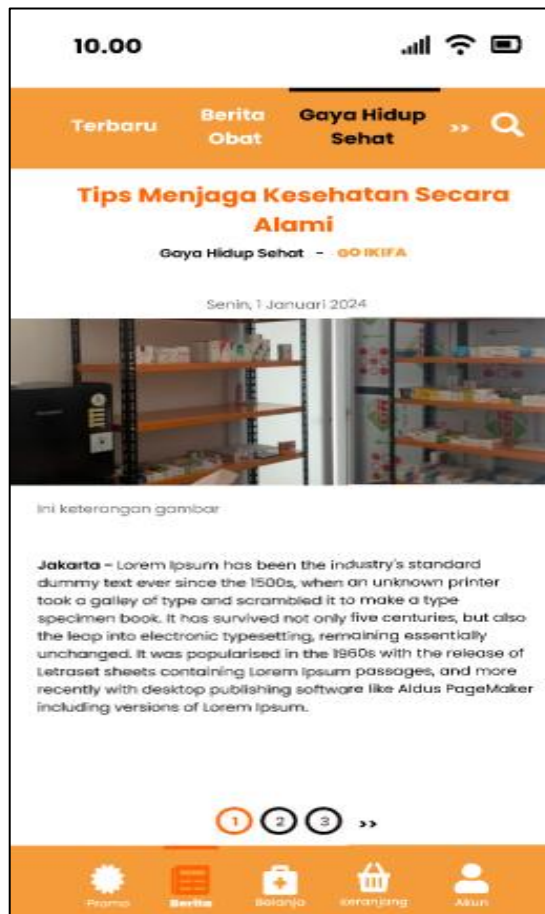 10.00
Terbaru
Berita
Obat
Gaya Hidup
Sehat
>>
Tips Menjaga Kesehatan Secara
Alami
Gaya Hidup Sehat - GO IKIFA
Senin, 1 Januari 2024
Ini keterangan gambar
Jakarta - Lorem Ipsum has been the industry's standard
dummy text ever since the 1500s, when an unknown printer
took a galley of type and scrambled it to make a type
specimen book. It has survived not only five centuries, but also
the leap into electronic typesetting, remaining essentially
unchanged. It was popularised in the 1960s with the release of
Letraset sheets containing Lorem Ipsum passages, and more
recently with desktop publishing software like Aldus PageMaker
including versions of Lorem Ipsum.
1 2 3 >>
Promo Berita Belanja Keranjang Akun